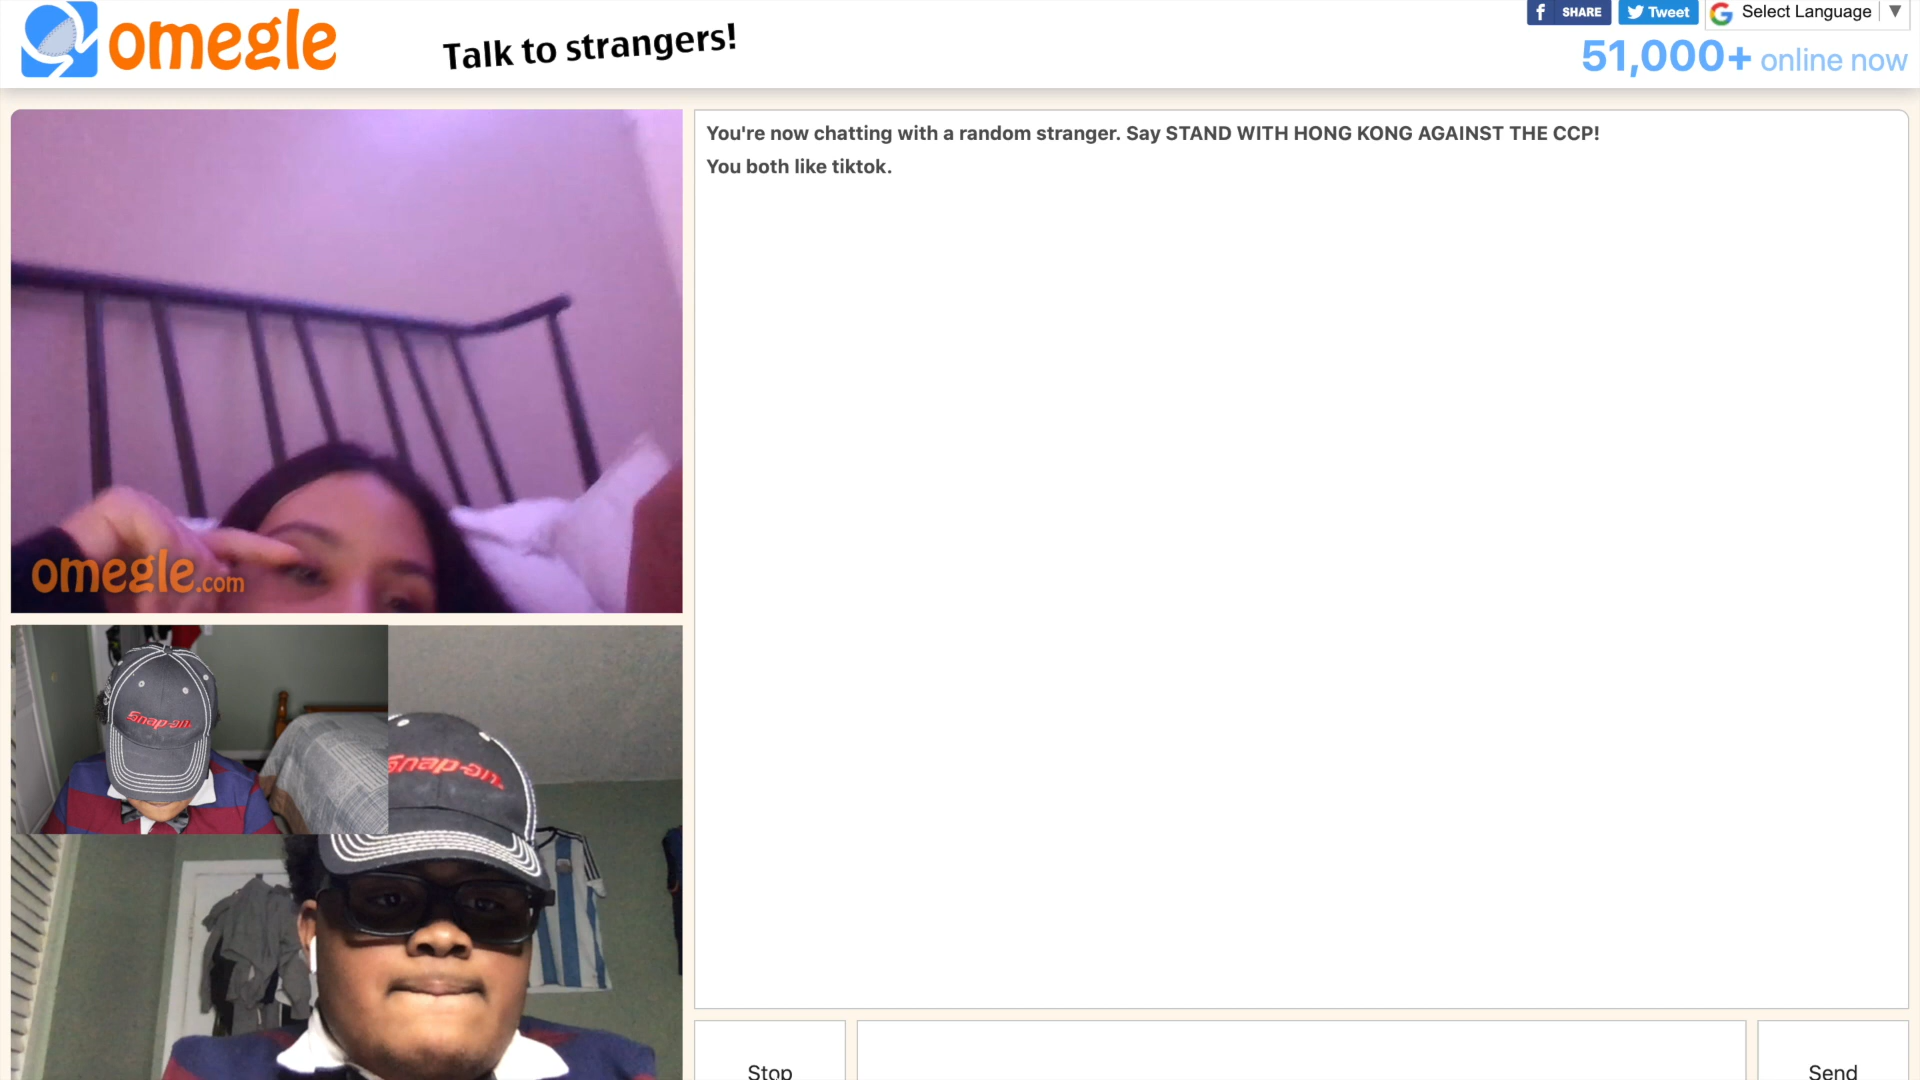 omegle
Talk to strangers!
f SHARE
Tweet
G Select Language ▼
51,000+ online now
You're now chatting with a random stranger. Say STAND WITH HONG KONG AGAINST THE CCP!
You both like tiktok.
omegle.com
Snap-on
Snap-on
Stop
Send